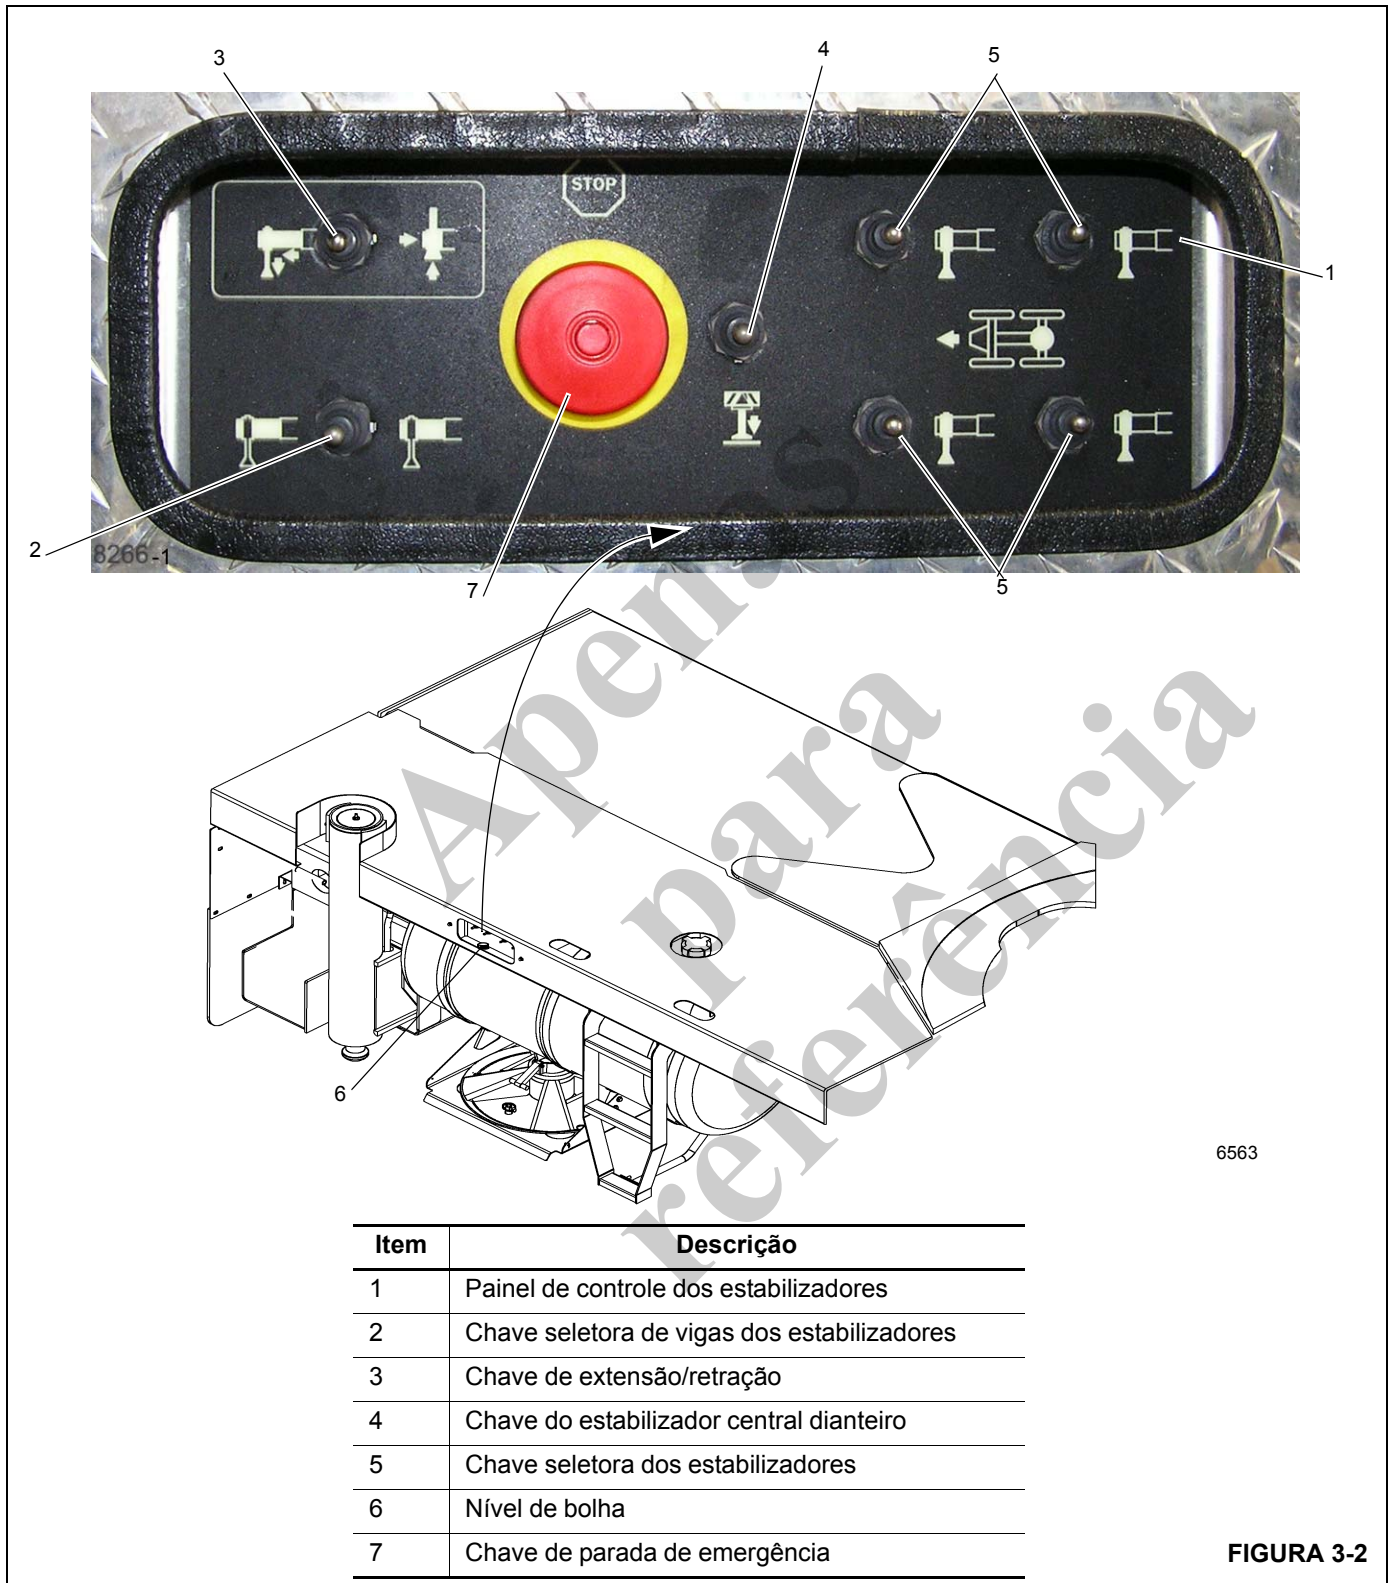 3
4
5
STOP
1
2
8266-1
7
5
Apenas
para
referência
6
6563
Item Descrição
1 Painel de controle dos estabilizadores
2 Chave seletora de vigas dos estabilizadores
3 Chave de extensão/retração
4 Chave do estabilizador central dianteiro
5 Chave seletora dos estabilizadores
6 Nível de bolha
7 Chave de parada de emergência
FIGURA 3-2